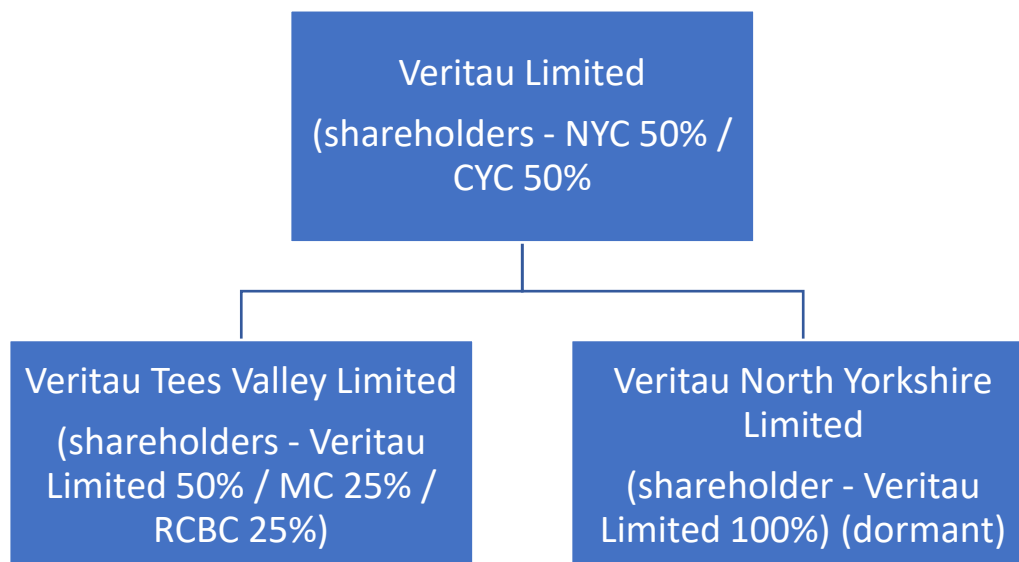 Veritau Limited
(shareholders - NYC 50% /
CYC 50%
Veritau Tees Valley Limited
(shareholders - Veritau
Limited 50% / MC 25% /
RCBC 25%)
Veritau North Yorkshire
Limited
(shareholder - Veritau
Limited 100%) (dormant)